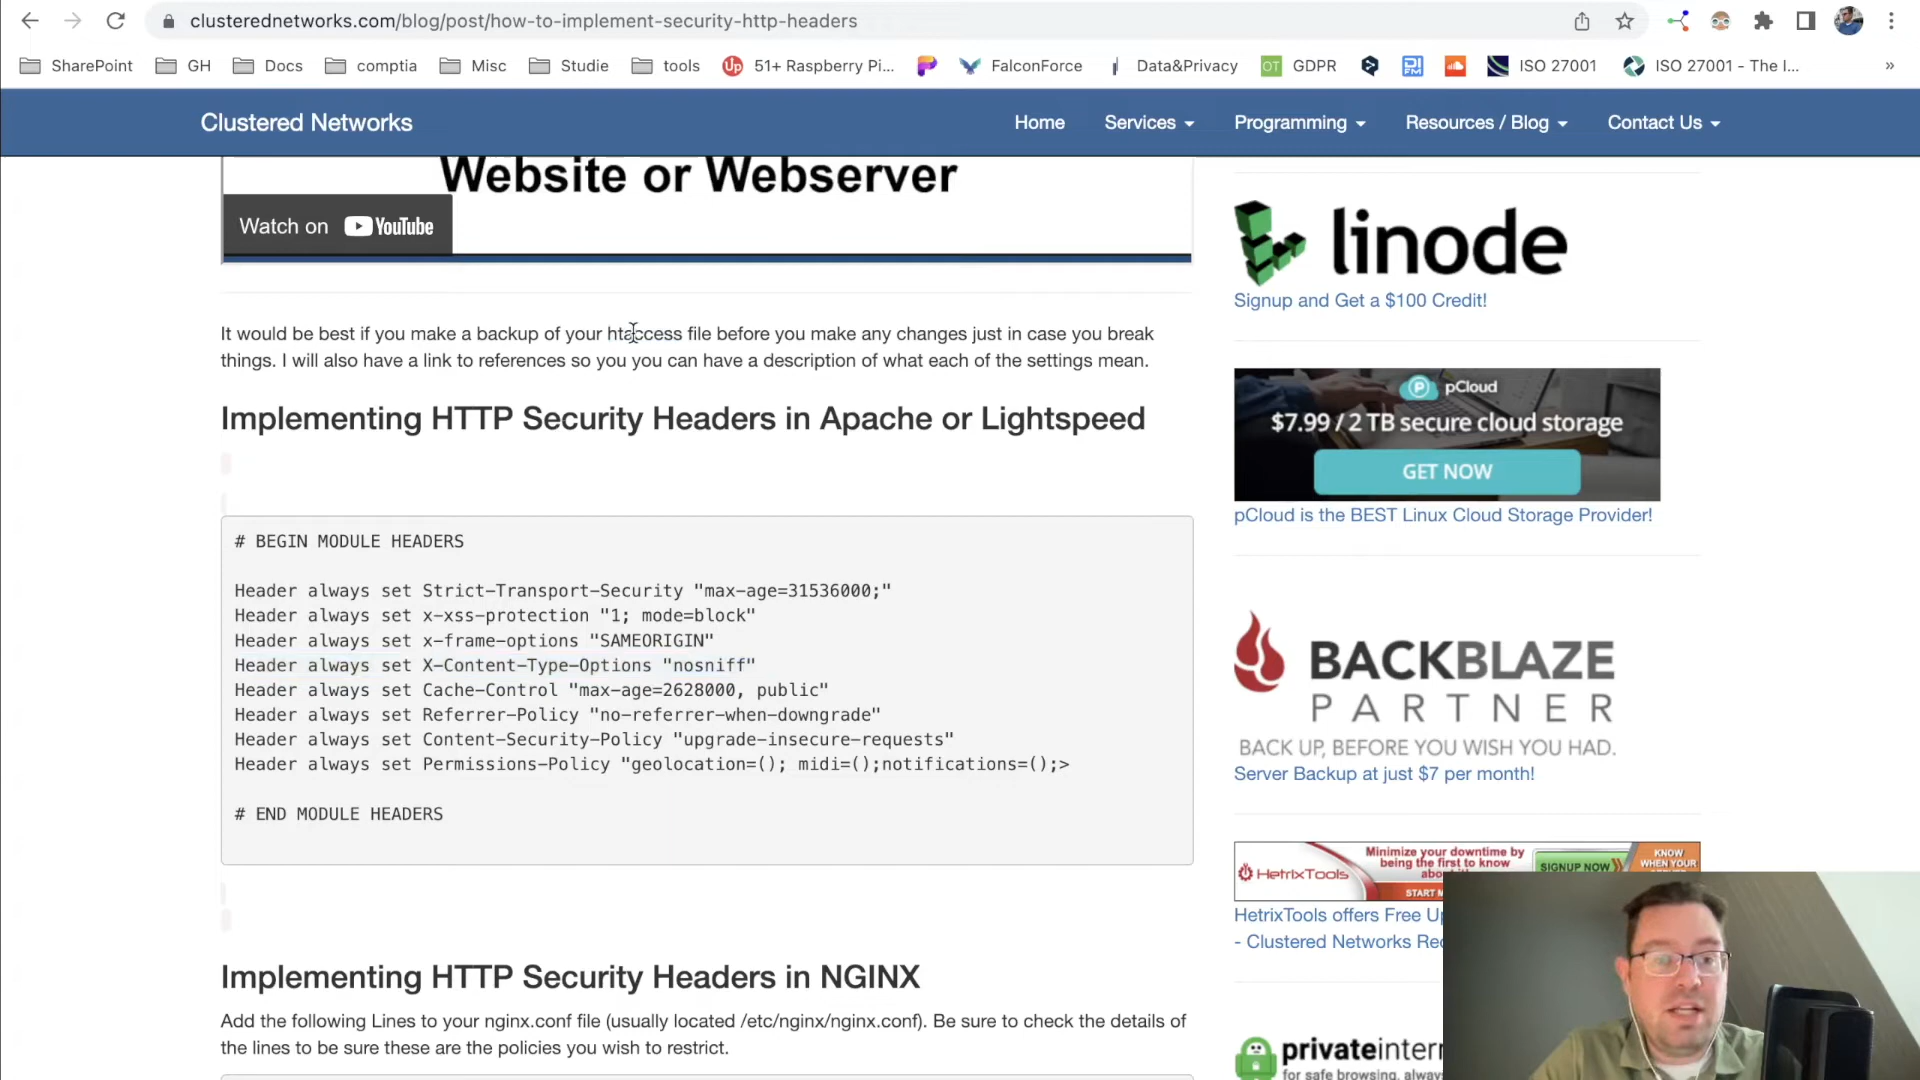 clusterednetworks.com/blog/post/how-to-implement-security-http-headers
SharePoint
GH
Docs
comptia
Misc
Studie
tools
Up
51+ Raspberry Pi...
FalconForce
Data&Privacy
OT
GDPR
DI.FM
ISO 27001
ISO 27001 - The I...
»
Clustered Networks
Home
Services
Programming
Resources / Blog
Contact Us
Website or Webserver
Watch on YouTube
It would be best if you make a backup of your htaccess file before you make any changes just in case you break
things. I will also have a link to references so you you can have a description of what each of the settings mean.
Implementing HTTP Security Headers in Apache or Lightspeed
# BEGIN MODULE HEADERS
Header always set Strict-Transport-Security "max-age=31536000;"
Header always set x-xss-protection "1; mode=block"
Header always set x-frame-options "SAMEORIGIN"
Header always set X-Content-Type-Options "nosniff"
Header always set Cache-Control "max-age=2628000, public"
Header always set Referrer-Policy "no-referrer-when-downgrade"
Header always set Content-Security-Policy "upgrade-insecure-requests"
Header always set Permissions-Policy "geolocation=(); midi=();notifications=();>
# END MODULE HEADERS
Implementing HTTP Security Headers in NGINX
Add the following Lines to your nginx.conf file (usually located /etc/nginx/nginx.conf). Be sure to check the details of
the lines to be sure these are the policies you wish to restrict.
linode
Signup and Get a $100 Credit!
pCloud
$7.99 / 2 TB secure cloud storage
GET NOW
pCloud is the BEST Linux Cloud Storage Provider!
BACKBLAZE
PARTNER
BACK UP, BEFORE YOU WISH YOU HAD.
Server Backup at just $7 per month!
HetrixTools
Minimize your downtime by
being the first to know
START
SIGNUP NOW
KNOW
WHEN YOUR
HetrixTools offers Free
- Clustered Networks
privateinter
for safe browsing,